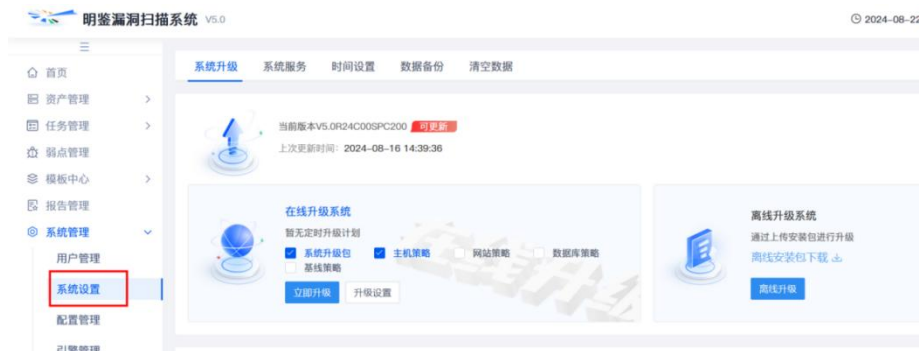 明鉴漏洞扫描系统 V5.0
2024-08-22
首页
资产管理
任务管理
弱点管理
模板中心
报告管理
系统管理
用户管理
系统设置
配置管理
引擎管理
系统升级 系统服务 时间设置 数据备份 清空数据
当前版本V5.0R24C00SPC200 可更新
上次更新时间: 2024-08-16 14:39:36
在线升级系统
暂无定时升级计划
系统升级包 主机策略 网站策略 数据库策略
基线策略
立即升级 升级设置
离线升级系统
通过上传安装包进行升级
离线安装包下载
离线升级